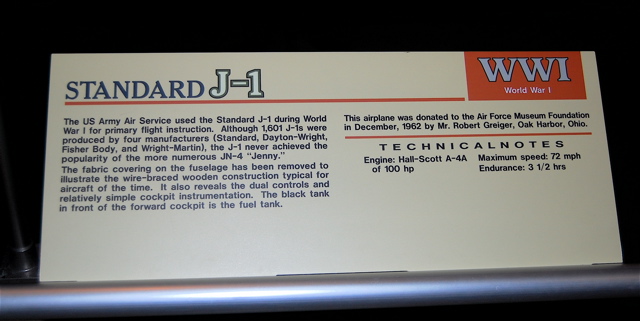 STANDARD J-1
WWI
World War I
The US Army Air Service used the Standard J-1 during World
War I for primary flight instruction. Although 1,601 J-1s were
produced by four manufacturers (Standard, Dayton-Wright,
Fisher Body, and Wright-Martin), the J-1 never achieved the
popularity of the more numerous JN-4 "Jenny."
The fabric covering on the fuselage has been removed to
illustrate the wire-braced wooden construction typical for
aircraft of the time. It also reveals the dual controls and
relatively simple cockpit instrumentation. The black tank
in front of the forward cockpit is the fuel tank.
This airplane was donated to the Air Force Museum Foundation
in December, 1962 by Mr. Robert Greiger, Oak Harbor, Ohio.
TECHNICAL NOTES
Engine: Hall-Scott A-4A
of 100 hp
Maximum speed: 72 mph
Endurance: 3 1/2 hrs